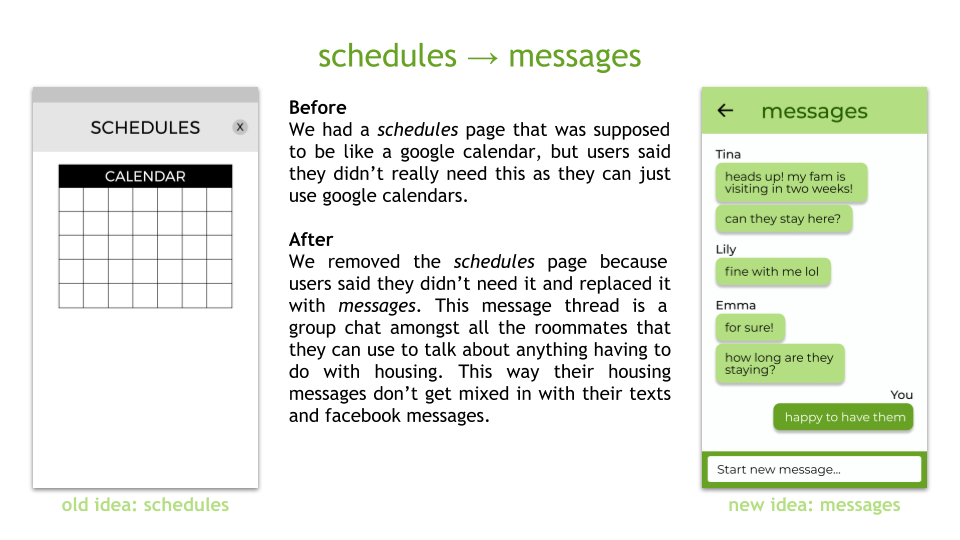 schedules → messages
SCHEDULES
X
CALENDAR
old idea: schedules
Before
We had a schedules page that was supposed
to be like a google calendar, but users said
they didn’t really need this as they can just
use google calendars.
After
We removed the schedules page because
users said they didn’t need it and replaced it
with messages. This message thread is a
group chat amongst all the roommates that
they can use to talk about anything having to
do with housing. This way their housing
messages don’t get mixed in with their texts
and facebook messages.
← messages
Tina
heads up! my fam is
visiting in two weeks!
can they stay here?
Lily
fine with me lol
Emma
for sure!
how long are they
staying?
You
happy to have them
Start new message...
new idea: messages